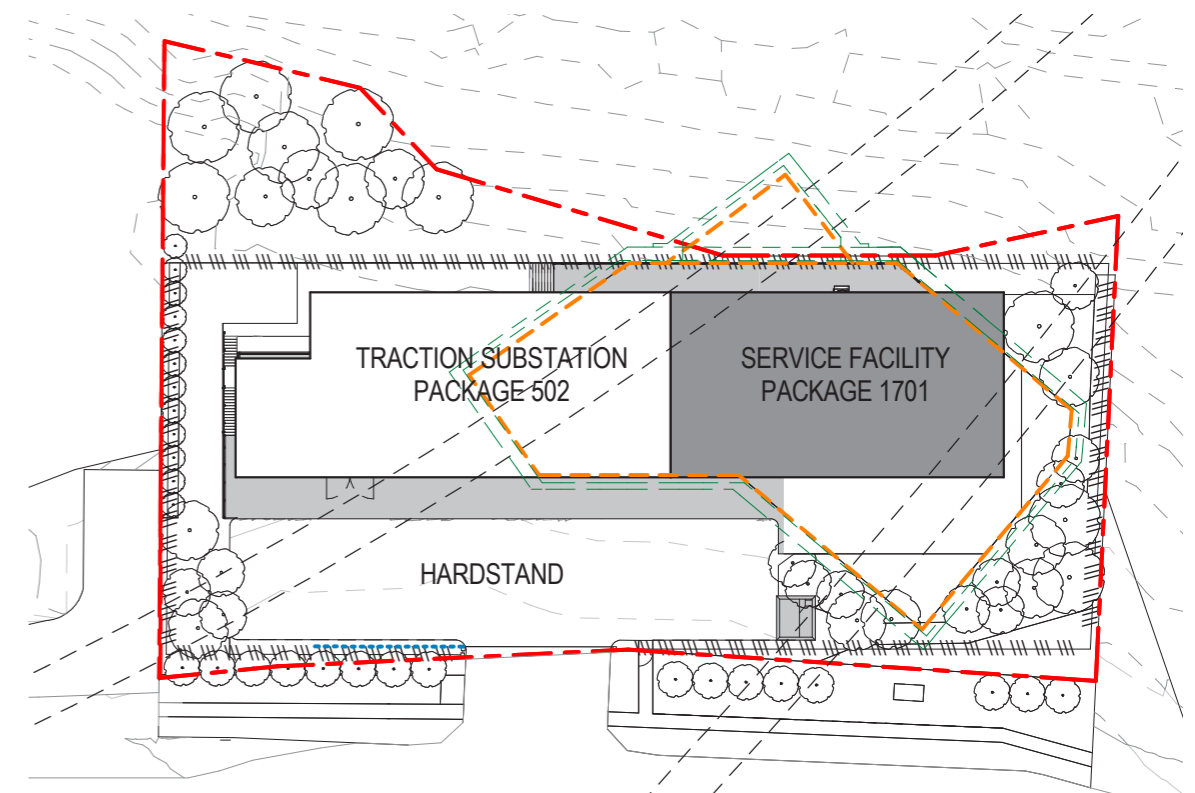 TRACTION SUBSTATION
PACKAGE 502
SERVICE FACILITY
PACKAGE 1701
HARDSTAND